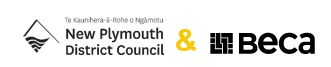 Te Kaunihera-ā-Rohe o Ngāmotu
New Plymouth
District Council
&
Beca